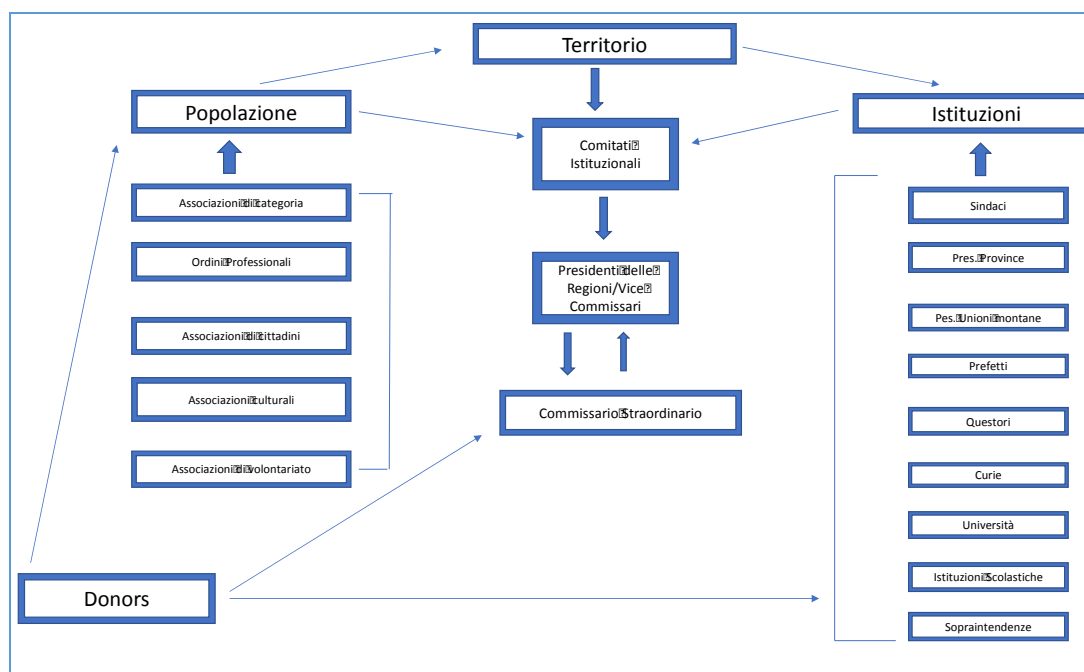 Territorio
Popolazione
Istituzioni
Comitati
Istituzionali
Associazioni di categoria
Ordini Professionali
Associazioni di cittadini
Associazioni culturali
Associazioni di volontariato
Presidenti delle
Regioni/Vice
Commissari
Commissario Straordinario
Sindaci
Pres. Province
Pes. Unioni montane
Prefetti
Questori
Curie
Università
Istituzioni Scolastiche
Sopraintendenze
Donors